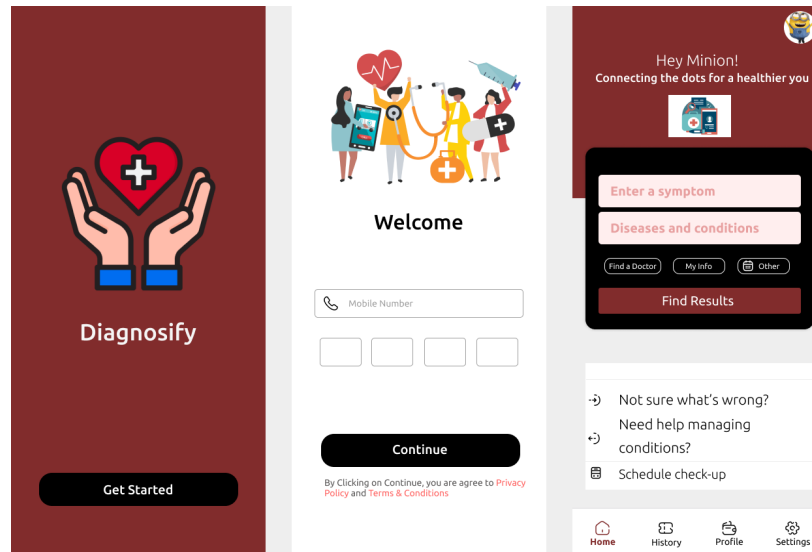 Diagnosify
Get Started
Welcome
Mobile Number
Continue
By Clicking on Continue, you are agree to Privacy
Policy and Terms & Conditions
Hey Minion!
Connecting the dots for a healthier you
Enter a symptom
Diseases and conditions
Find a Doctor
My Info
Other
Find Results
Not sure what's wrong?
Need help managing
conditions?
Schedule check-up
Home
History
Profile
Settings